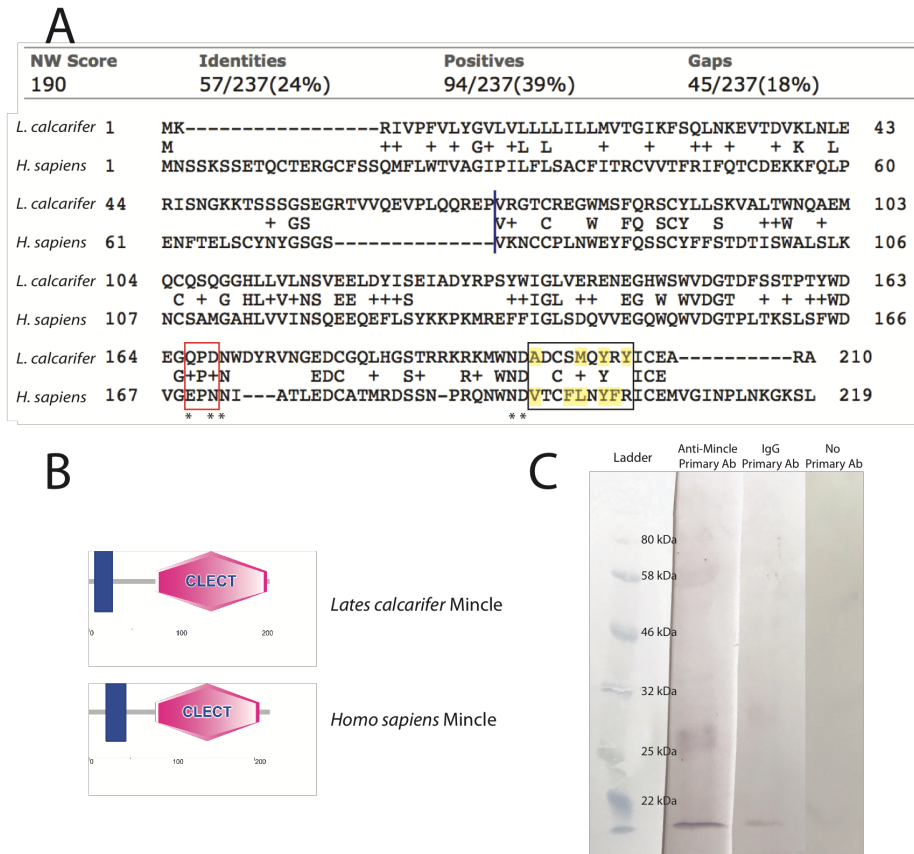 A
NW Score Identities Positives Gaps
190 57/237(24%) 94/237(39%) 45/237(18%)
L. calcarifer 1 MK-----------------RIVPFVLYGVLVLLLLILLMVTGIKFSQLNKEVTDVKLNLE 43
M ++ + G+ +L L + + ++ + K L
H. sapiens 1 MNSSKSSETQCTERGCFSSQMFLWTVAGIPILFLSACFITRCVVTFRIFQTCDEKKFQLP 60
L. calcarifer 44 RISNGKKTSSSGSEGRTVVQEVPLQQREPVRGTCREGWMSFQRSCYLLSKVALTWNQAEM 103
+ GS V+ C W FQ SCY S ++W +
H. sapiens 61 ENFTELSCYNYGSGS--------------VKNCCPLNWEYFQSSCYFFSTDTISWALSLK 106
L. calcarifer 104 QCQSQGGHLLVLNSVEELDYISEIADYRPSYWIGLVERENEGHWSWVDGTDFSSTPTYWD 163
C + G HL+V+NS EE +++S ++IGL ++ EG W WVDGT + + ++WD
H. sapiens 107 NCSAMGAHLVVINSQEEQEFLSYKKPKMREFFIGLSDQVVEGQWQWVDGTPLTKSLSFWD 166
L. calcarifer 164 EGQPDNWDYRVNGEDCGQLHGSTRRKRKMWNDADCSMQYRYICEA----------RA 210
G+P+N EDC + S+ R+ WND C + Y ICE
H. sapiens 167 VGEPNNI---ATLEDCATMRDSSN-PRQNWNDVTCFLNYFRICEMVGINPLNKGKSL 219
* * * * *
B
CLECT
0 100 200
Lates calcarifer Mincle
CLECT
0 100 200
Homo sapiens Mincle
C
Ladder Anti-Mincle Primary Ab IgG Primary Ab No Primary Ab
80 kDa
58 kDa
46 kDa
32 kDa
25 kDa
22 kDa